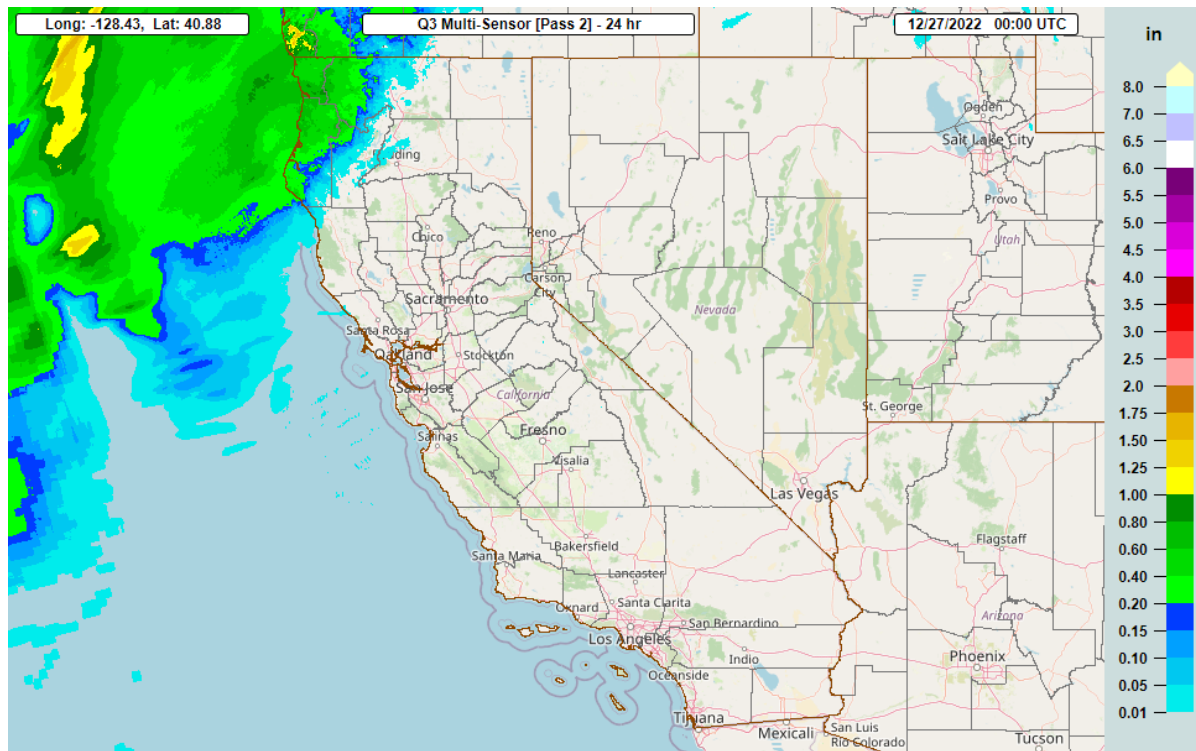 Long: -128.43, Lat: 40.88
Q3 Multi-Sensor [Pass 2] - 24 hr
12/27/2022 00:00 UTC
in
8.0
7.0
6.5
6.0
5.5
5.0
4.5
4.0
3.5
3.0
2.5
2.0
1.75
1.50
1.25
1.00
0.80
0.60
0.40
0.20
0.15
0.10
0.05
0.01
Ogden
Salt Lake City
Provo
Utah
Chico
Reno
Carson
City
Sacramento
Nevada
Santa Rosa
Oakland
Stockton
San Jose
California
St. George
Salinas
Fresno
Visalia
Las Vegas
Flagstaff
Santa Maria
Bakersfield
Lancaster
Oxnard
Santa Clarita
San Bernardino
Los Angeles
Arizona
Indio
Phoenix
Oceanside
Tijuana
Mexicali
San Luis
Rio Colorado
Tucson